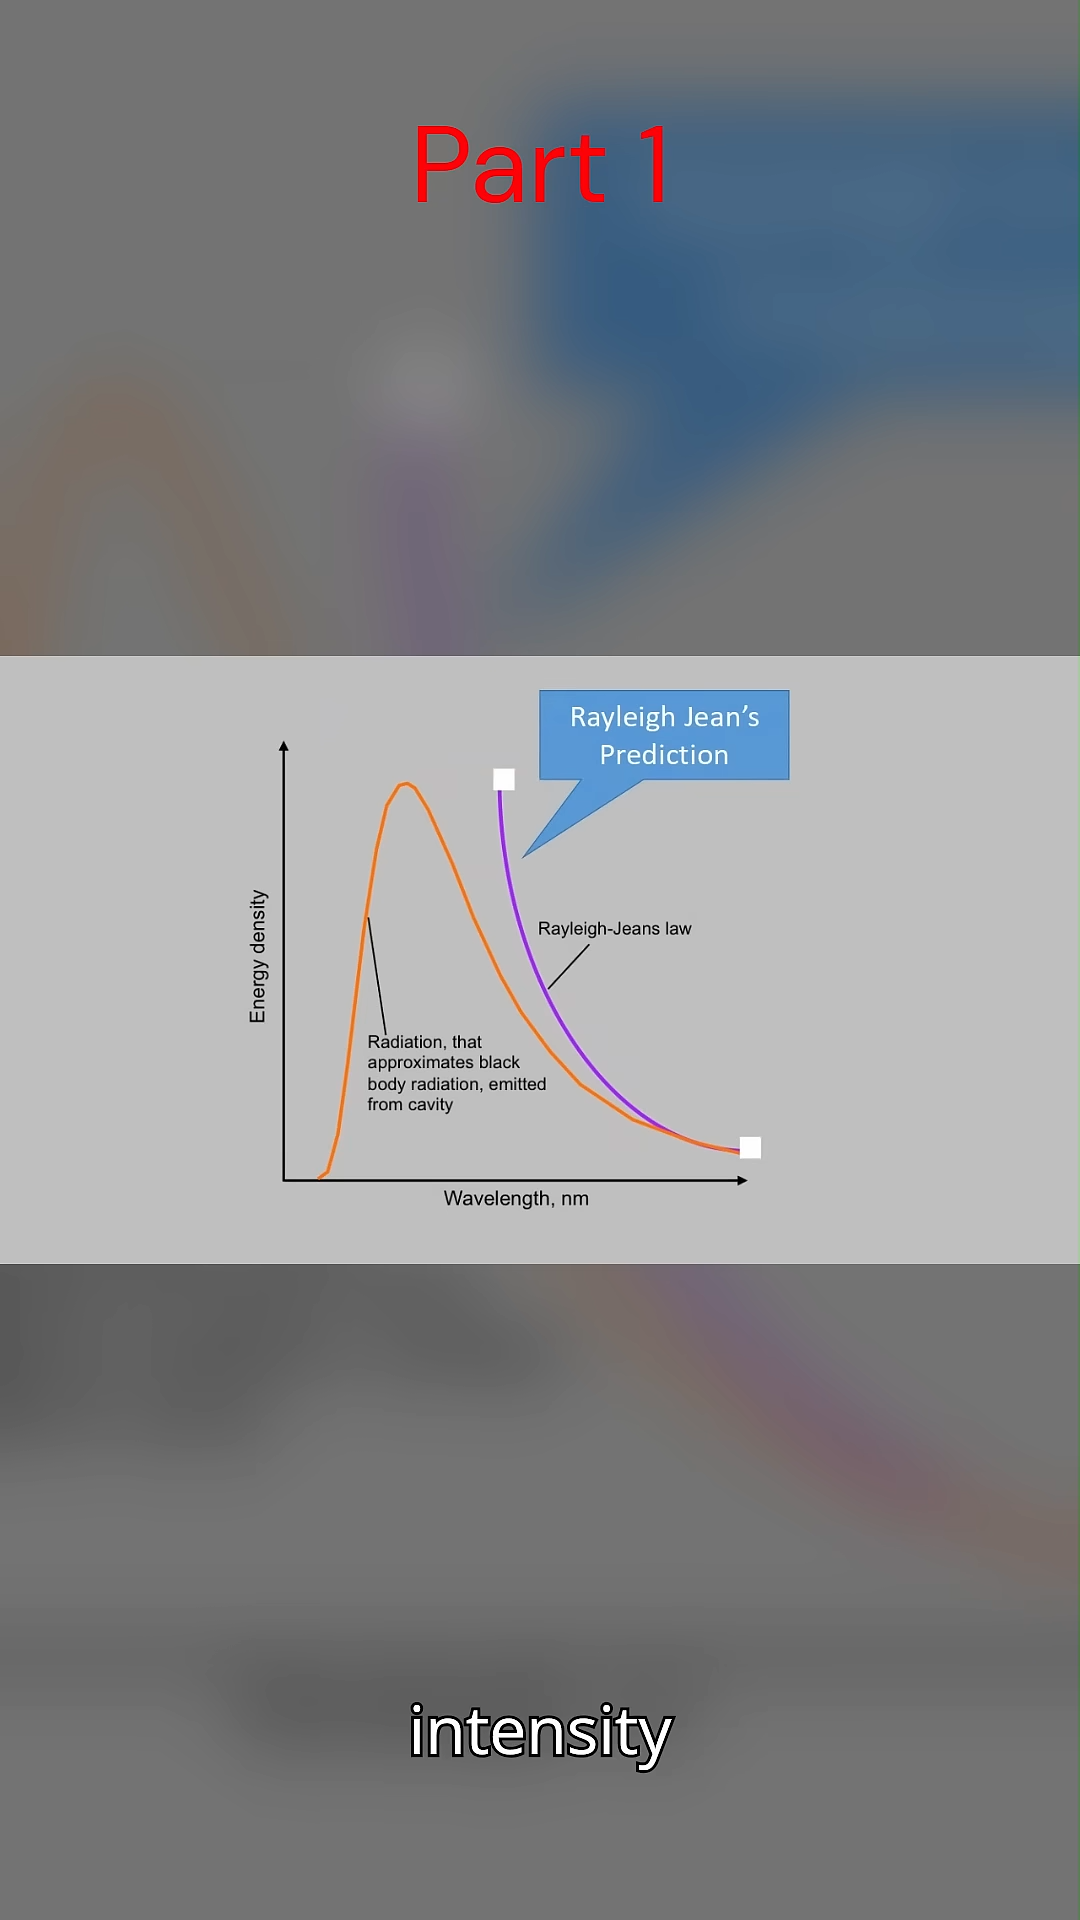 Part 1
Rayleigh Jean’s
Prediction
Energy density
Rayleigh-Jeans law
Radiation, that
approximates black
body radiation, emitted
from cavity
Wavelength, nm
intensity